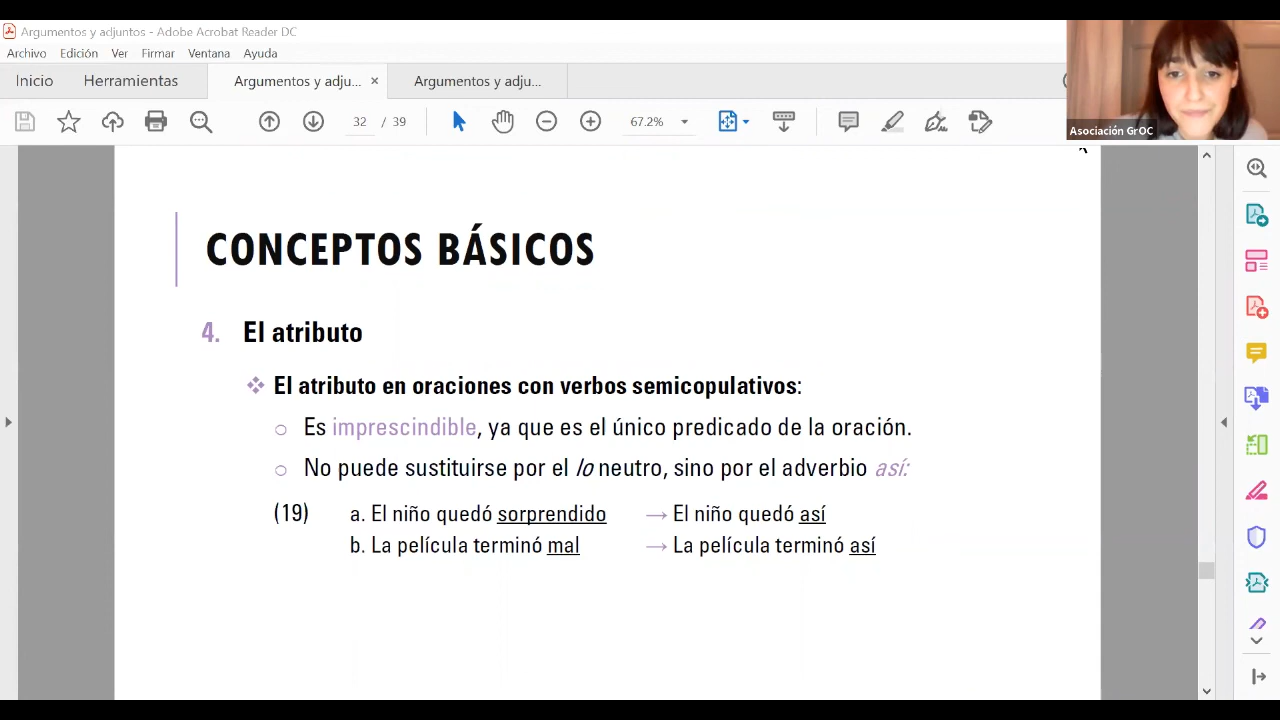 Argumentos y adjuntos - Adobe Acrobat Reader DC
Archivo Edición Ver Firmar Ventana Ayuda
Inicio Herramientas Argumentos y adju... × Argumentos y adju...
32 / 39 67.2%
Asociación GrOC
CONCEPTOS BÁSICOS
4. El atributo
❖ El atributo en oraciones con verbos semicopulativos:
○ Es imprescindible, ya que es el único predicado de la oración.
○ No puede sustituirse por el lo neutro, sino por el adverbio así:
(19) a. El niño quedó sorprendido → El niño quedó así
b. La película terminó mal → La película terminó así